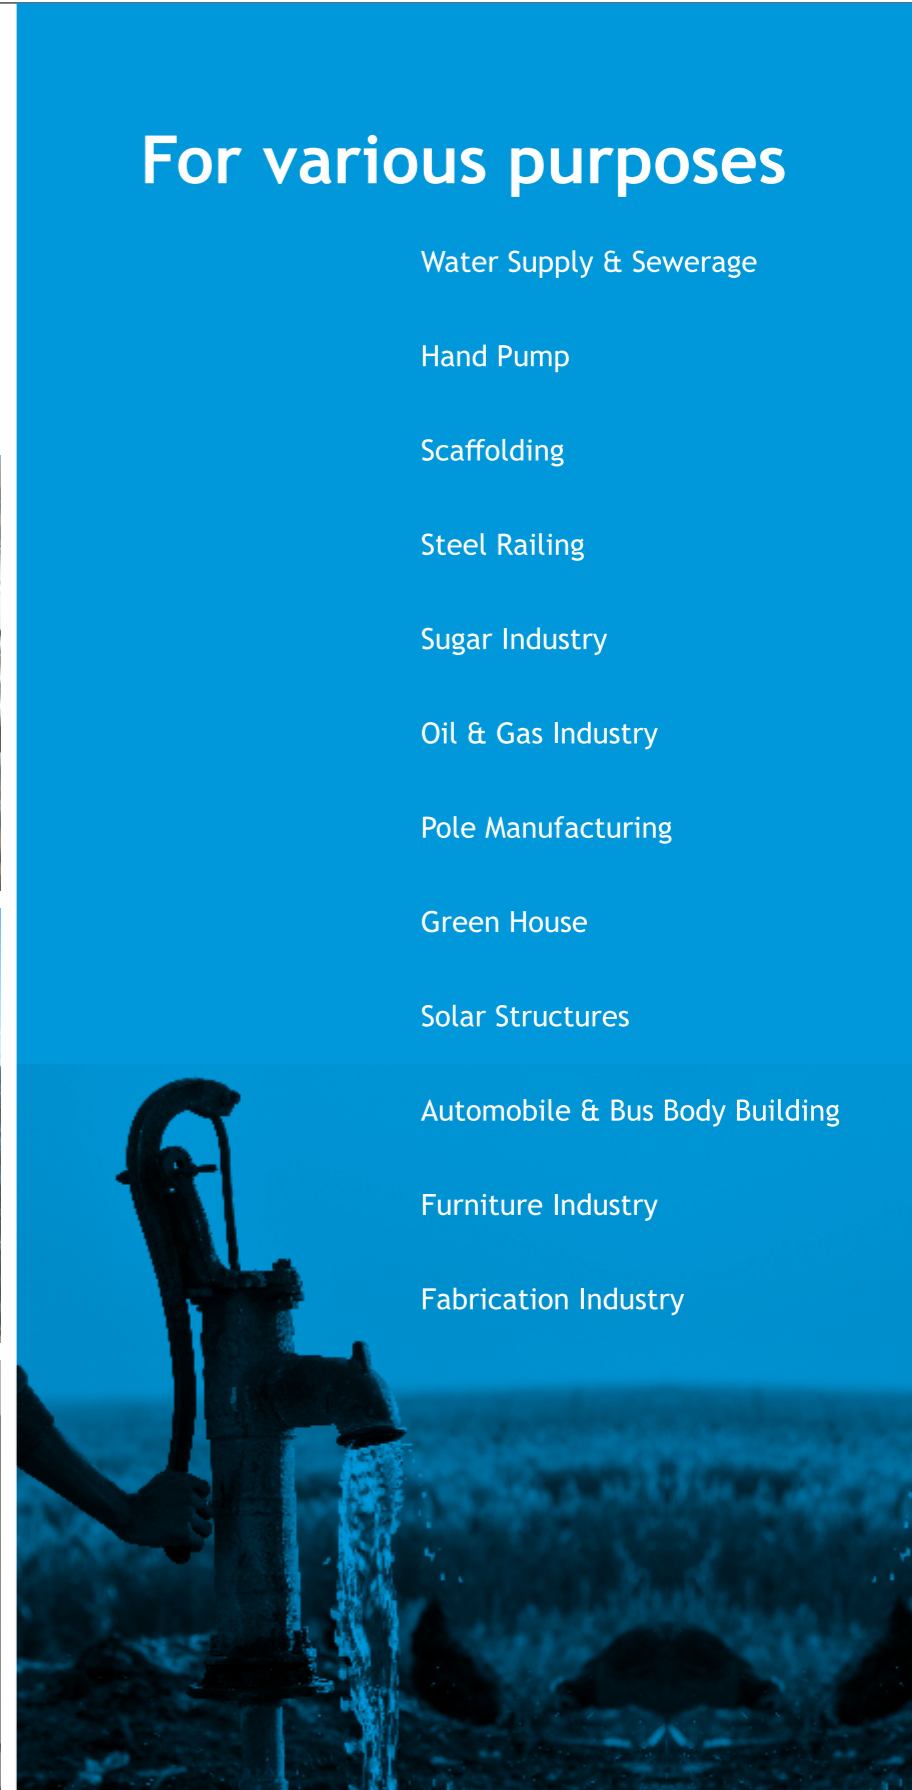 For various purposes
Water Supply & Sewerage
Hand Pump
Scaffolding
Steel Railing
Sugar Industry
Oil & Gas Industry
Pole Manufacturing
Green House
Solar Structures
Automobile & Bus Body Building
Furniture Industry
Fabrication Industry